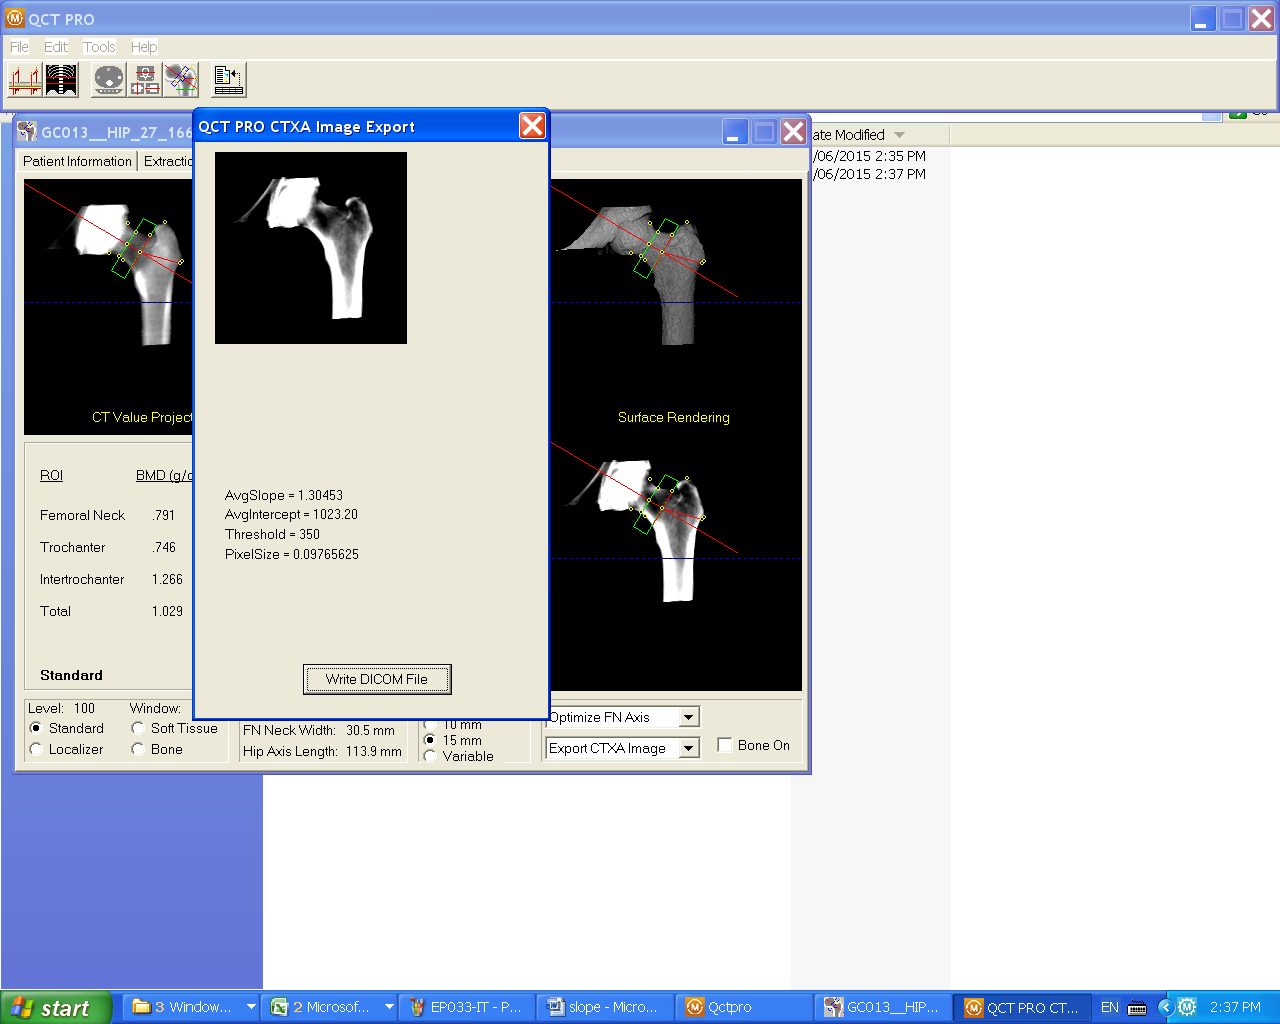 QCT PRO
File Edit Tools Help
QCT PRO CTXA Image Export
GC013__HIP_27_166
ate Modified
Patient Information
/06/2015 2:35 PM
/06/2015 2:37 PM
CT Value Project
Surface Rendering
ROI BMD (g/c
Femoral Neck .791
Trochanter .746
Intertrochanter 1.266
Total 1.029
Standard
AvgSlope = 1.30453
AvgIntercept = 1023.20
Threshold = 350
PixelSize = 0.09765625
Write DICOM File
Level: 100 Window:
Standard Soft Tissue
Localizer Bone
FN Neck Width: 30.5 mm
Hip Axis Length: 113.9 mm
10 mm
15 mm
Variable
Optimize FN Axis
Export CTXA Image
Bone On
start
3 Window...
2 Microsof...
EP033-IT - P...
slope - Micro...
Qctpro
GC013__HIP...
QCT PRO CT...
EN
2:37 PM